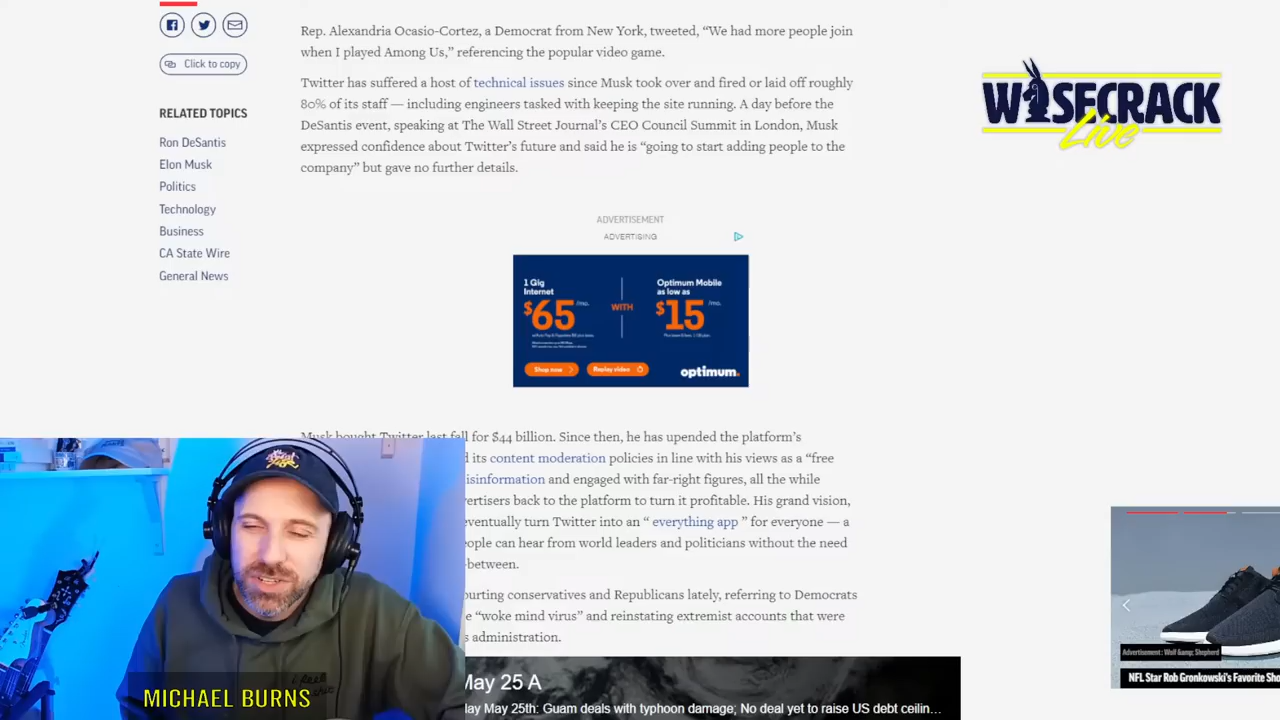 Rep. Alexandria Ocasio-Cortez, a Democrat from New York, tweeted, “We had more people join
when I played Among Us,” referencing the popular video game.
Click to copy
Twitter has suffered a host of technical issues since Musk took over and fired or laid off roughly
80% of its staff — including engineers tasked with keeping the site running. A day before the
DeSantis event, speaking at The Wall Street Journal’s CEO Council Summit in London, Musk
expressed confidence about Twitter’s future and said he is “going to start adding people to the
company” but gave no further details.
WISECRACK
Live
RELATED TOPICS
Ron DeSantis
Elon Musk
Politics
Technology
Business
CA State Wire
General News
ADVERTISEMENT
ADVERTISING
1 Gig
Internet
$65 /mo.
WITH
Optimum Mobile
as low as
$15 /mo.
Shop now
Replay video
optimum.
Musk bought Twitter last fall for $44 billion. Since then, he has upended the platform’s
its content moderation policies in line with his views as a “free
isinformation and engaged with far-right figures, all the while
vertisers back to the platform to turn it profitable. His grand vision,
eventually turn Twitter into an “ everything app ” for everyone — a
ople can hear from world leaders and politicians without the need
between.
ourting conservatives and Republicans lately, referring to Democrats
e “woke mind virus” and reinstating extremist accounts that were
s administration.
May 25 A
lay May 25th: Guam deals with typhoon damage; No deal yet to raise US debt ceilin...
Advertisement: Wolf &amp; Shepherd
NFL Star Rob Gronkowski's Favorite Sho
MICHAEL BURNS